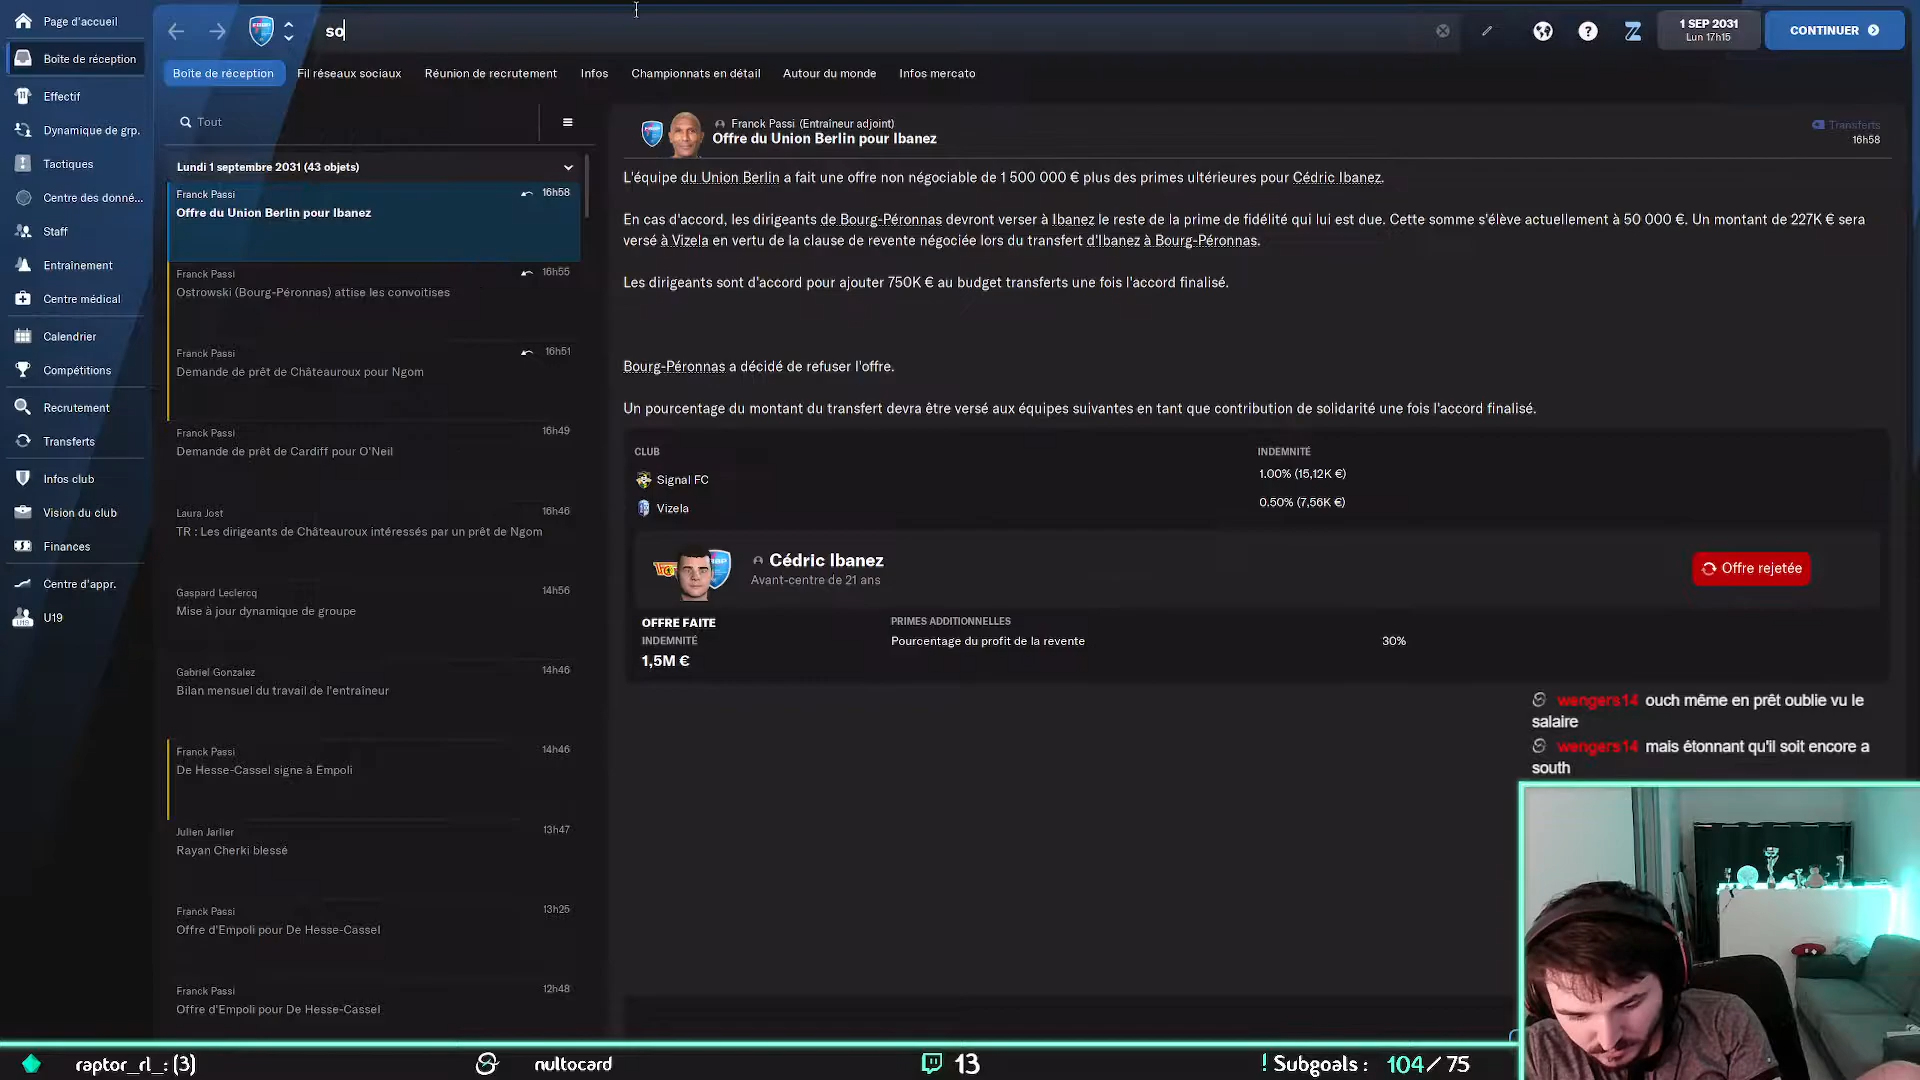 Page d'accueil
Boîte de réception
Effectif
Dynamique de grp.
Tactiques
Centre des donné...
Staff
Entraînement
Centre médical
Calendrier
Compétitions
Recrutement
Transferts
Infos club
Vision du club
Finances
Centre d'appr.
U19
so
1 SEP 2031
Lun 17h15
CONTINUER
Boîte de réception
Fil réseaux sociaux
Réunion de recrutement
Infos
Championnats en détail
Autour du monde
Infos mercato
Tout
Lundi 1 septembre 2031 (43 objets)
Franck Passi 16h58
Offre du Union Berlin pour Ibanez
Franck Passi 16h55
Ostrowski (Bourg-Péronnas) attise les convoitises
Franck Passi 16h51
Demande de prêt de Châteauroux pour Ngom
Franck Passi 16h49
Demande de prêt de Cardiff pour O'Neil
Laura Jost 16h46
TR : Les dirigeants de Châteauroux intéressés par un prêt de Ngom
Gaspard Leclercq 14h56
Mise à jour dynamique de groupe
Gabriel Gonzalez 14h46
Bilan mensuel du travail de l'entraîneur
Franck Passi 14h46
De Hesse-Cassel signe à Empoli
Julien Jarlier 13h47
Rayan Cherki blessé
Franck Passi 13h25
Offre d'Empoli pour De Hesse-Cassel
Franck Passi 12h48
Offre d'Empoli pour De Hesse-Cassel
Franck Passi (Entraîneur adjoint)
Offre du Union Berlin pour Ibanez
Transferts
16h58
L'équipe du Union Berlin a fait une offre non négociable de 1 500 000 € plus des primes ultérieures pour Cédric Ibanez.
En cas d'accord, les dirigeants de Bourg-Péronnas devront verser à Ibanez le reste de la prime de fidélité qui lui est due. Cette somme s'élève actuellement à 50 000 €. Un montant de 227K € sera
versé à Vizela en vertu de la clause de revente négociée lors du transfert d'Ibanez à Bourg-Péronnas.
Les dirigeants sont d'accord pour ajouter 750K € au budget transferts une fois l'accord finalisé.
Bourg-Péronnas a décidé de refuser l'offre.
Un pourcentage du montant du transfert devra être versé aux équipes suivantes en tant que contribution de solidarité une fois l'accord finalisé.
CLUB INDEMNITÉ
Signal FC 1.00% (15,12K €)
Vizela 0.50% (7,56K €)
Cédric Ibanez
Avant-centre de 21 ans
Offre rejetée
OFFRE FAITE
INDEMNITÉ
1,5M €
PRIMES ADDITIONNELLES
Pourcentage du profit de la revente 30%
wengers14 ouch même en prêt oublie vu le
salaire
wengers14 mais étonnant qu'il soit encore a
south
raptor_rl_: (3)
nultocard
13
! Subgoals : 104 / 75